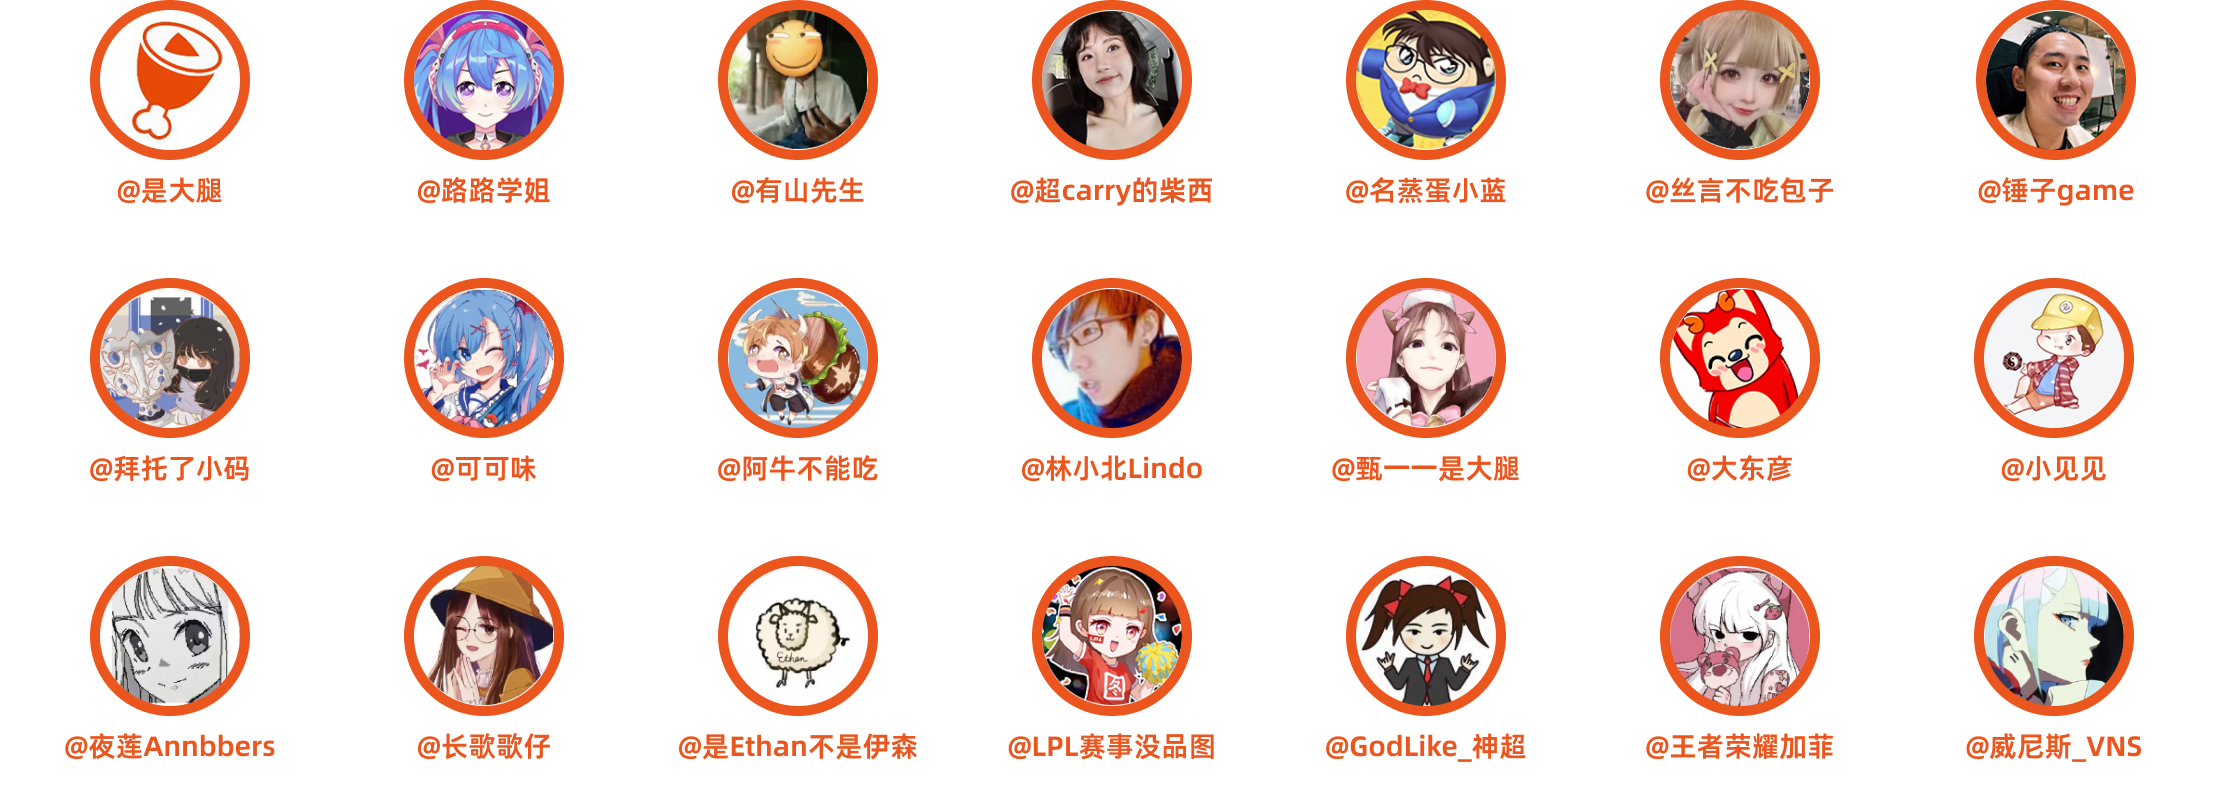 @是大腿
@路路学姐
@有山先生
@超carry的柴西
@名蒸蛋小蓝
@丝言不吃包子
@锤子game
@拜托了小码
@可可味
@阿牛不能吃
@林小北Lindo
@甄一一是大腿
@大东彦
@小见见
Ethan
图
@夜莲Annbbers
@长歌歌仔
@是Ethan不是伊森
@LPL赛事没品图
@GodLike_神超
@王者荣耀加菲
@威尼斯_VNS